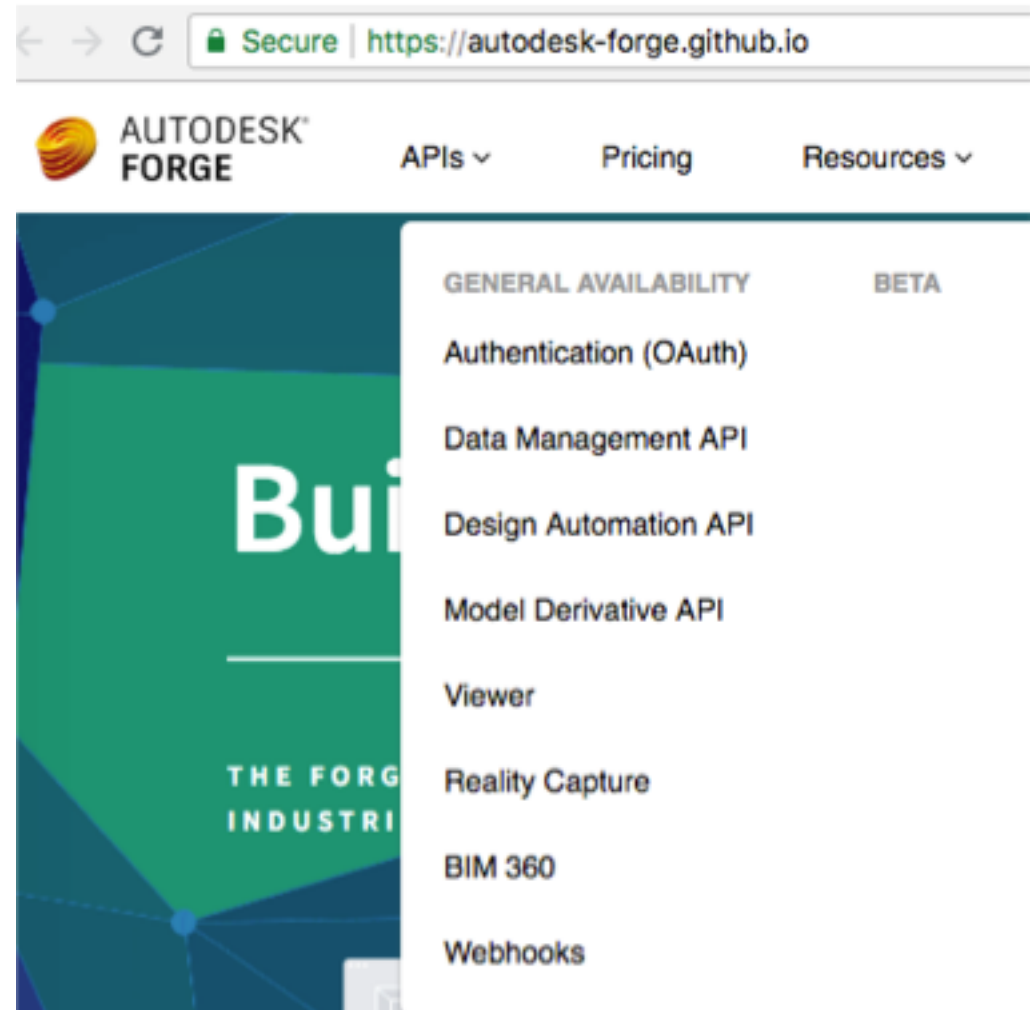 Secure | https://autodesk-forge.github.io
AUTODESK®
FORGE
APIs
Pricing
Resources
GENERAL AVAILABILITY
BETA
Authentication (OAuth)
Data Management API
Design Automation API
Model Derivative API
Viewer
Reality Capture
BIM 360
Webhooks
Bui
THE FORG
INDUSTRI